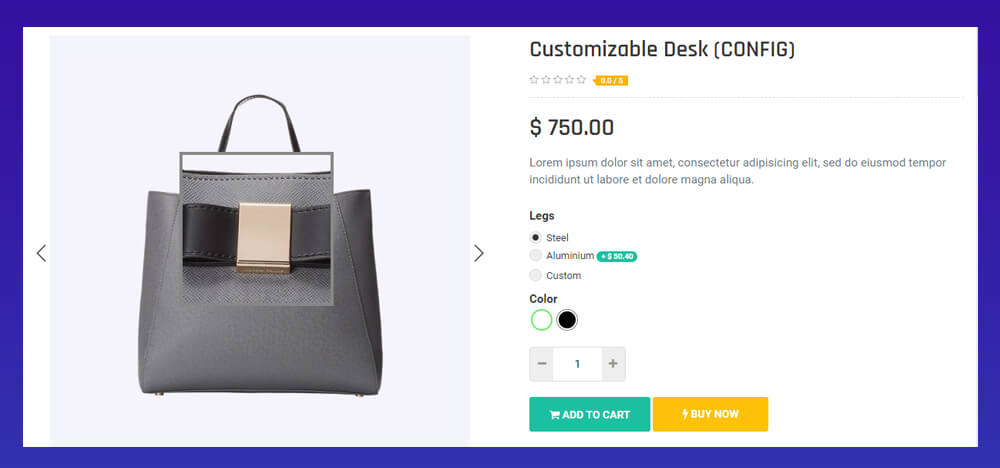 Customizable Desk (CONFIG)
0.0 / 5
$ 750.00
Lorem ipsum dolor sit amet, consectetur adipisicing elit, sed do eiusmod tempor
incididunt ut labore et dolore magna aliqua.
Legs
Steel
Aluminium + $ 50.40
Custom
Color
1
ADD TO CART
BUY NOW